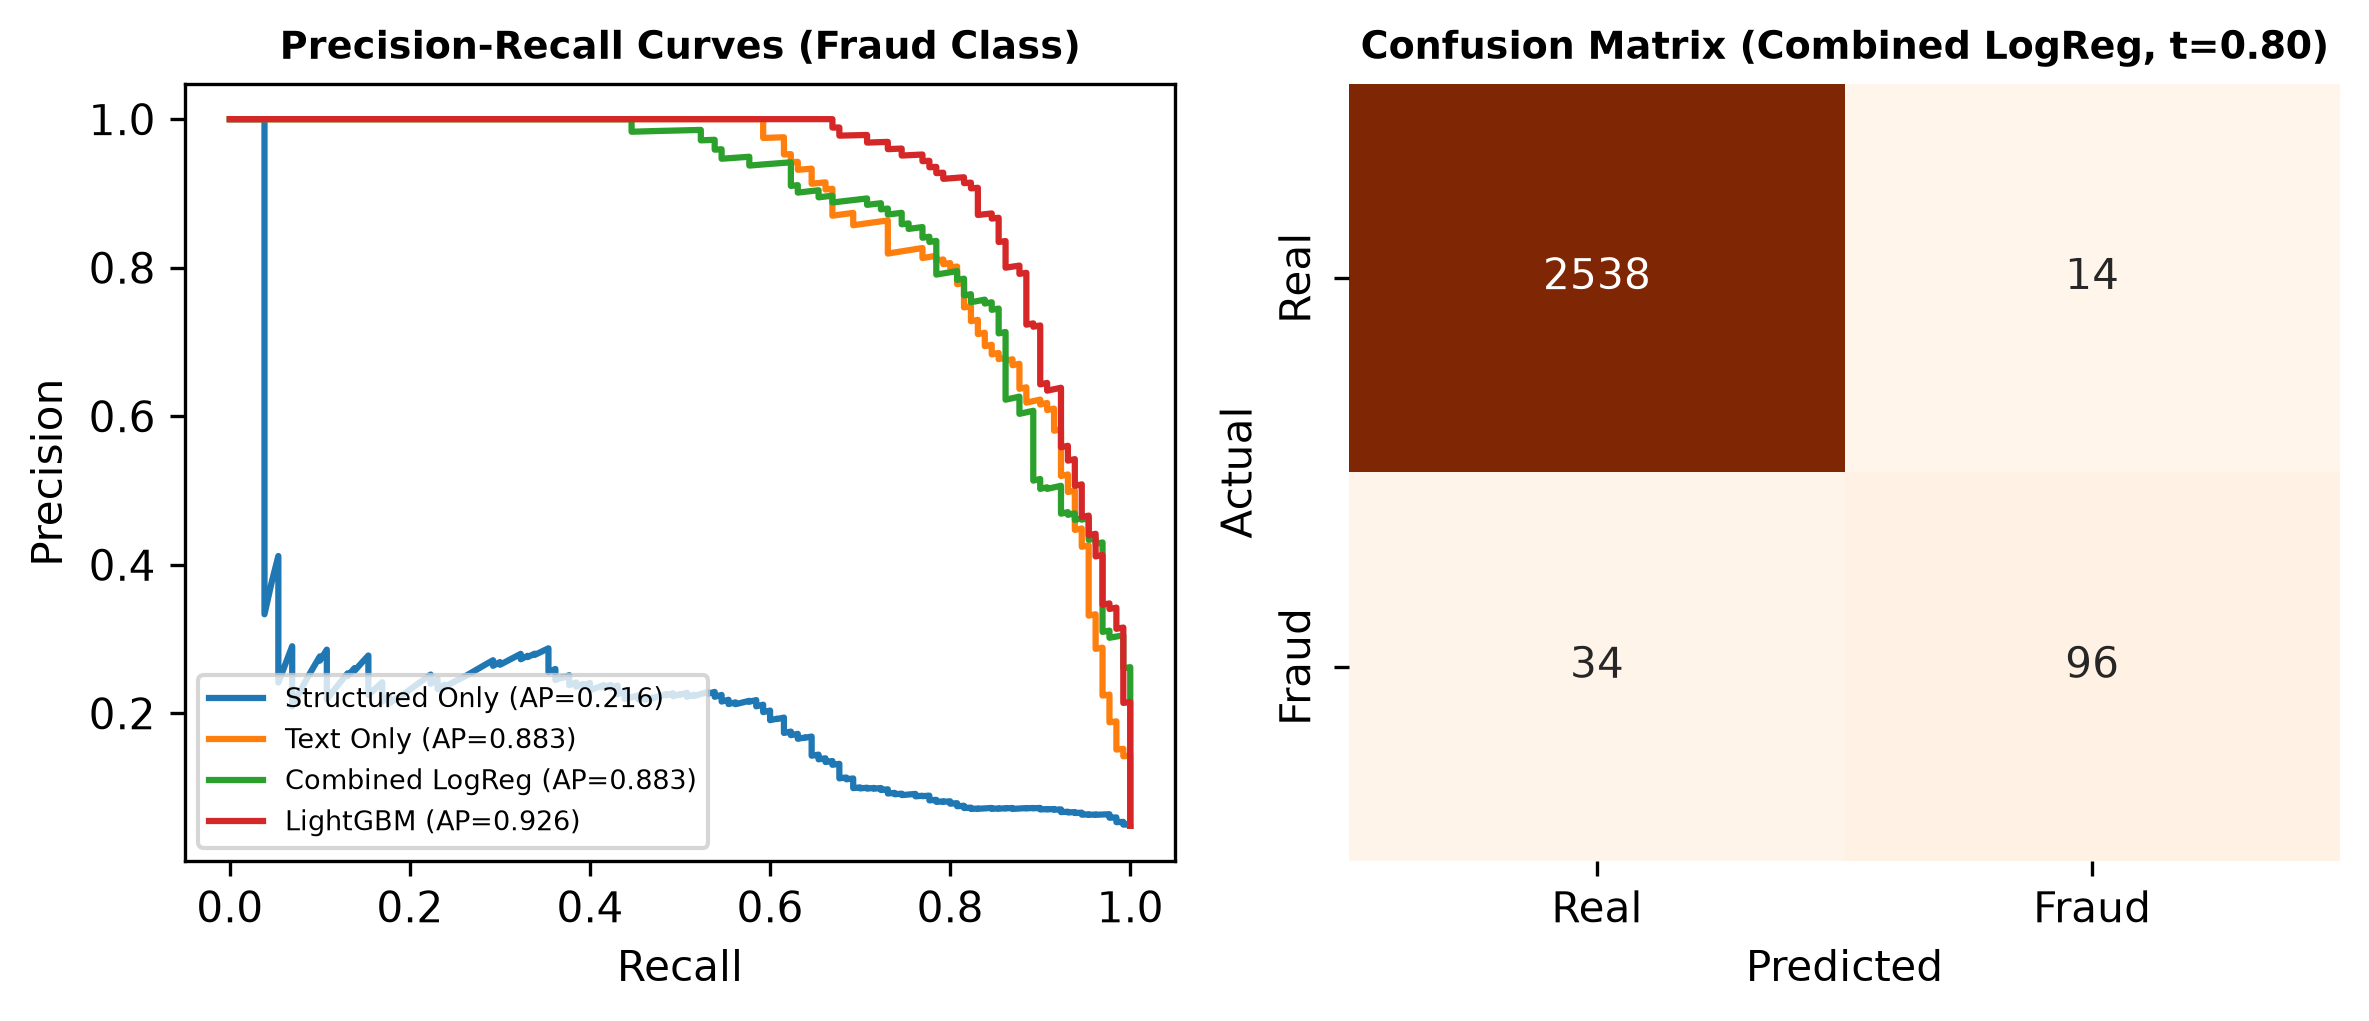 Precision-Recall Curves (Fraud Class)
Precision
1.0
0.8
0.6
0.4
0.2
Structured Only (AP=0.216)
Text Only (AP=0.883)
Combined LogReg (AP=0.883)
LightGBM (AP=0.926)
0.0 0.2 0.4 0.6 0.8 1.0
Recall
Confusion Matrix (Combined LogReg, t=0.80)
Actual
Real
2538 14
Fraud
34 96
Real Fraud
Predicted